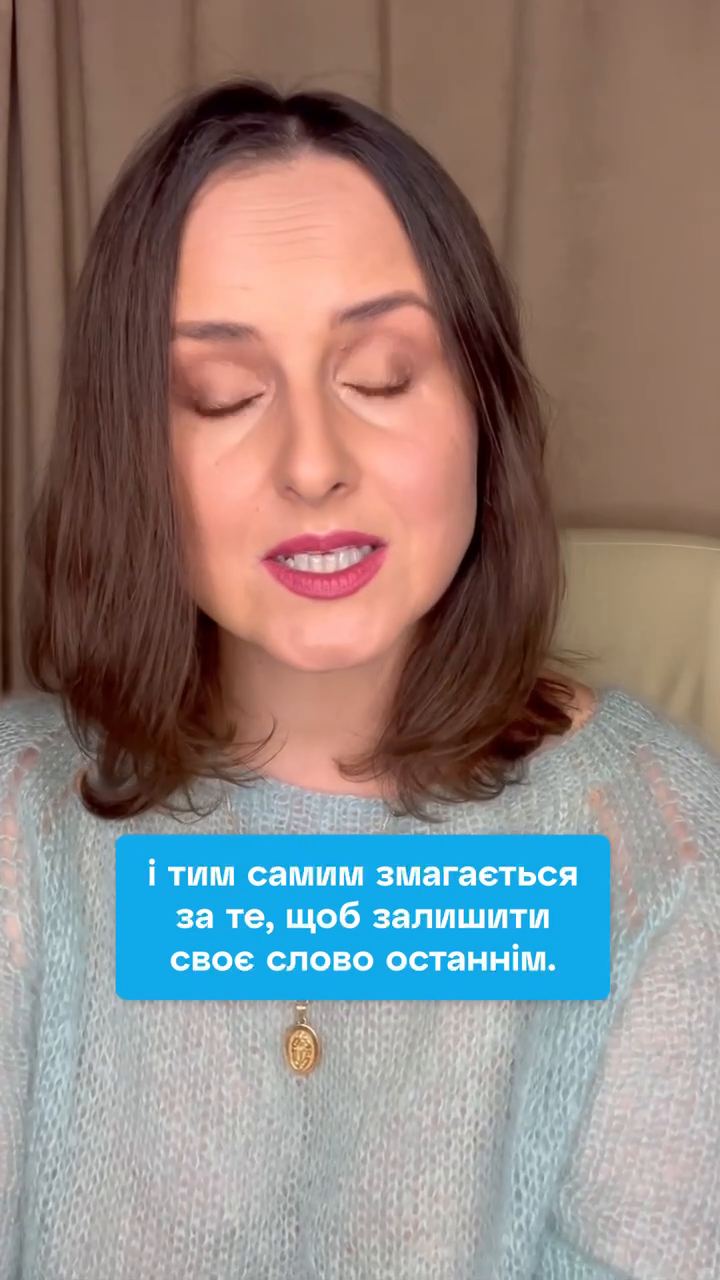 і тим самим змагається
за те, щоб залишити
своє слово останнім.